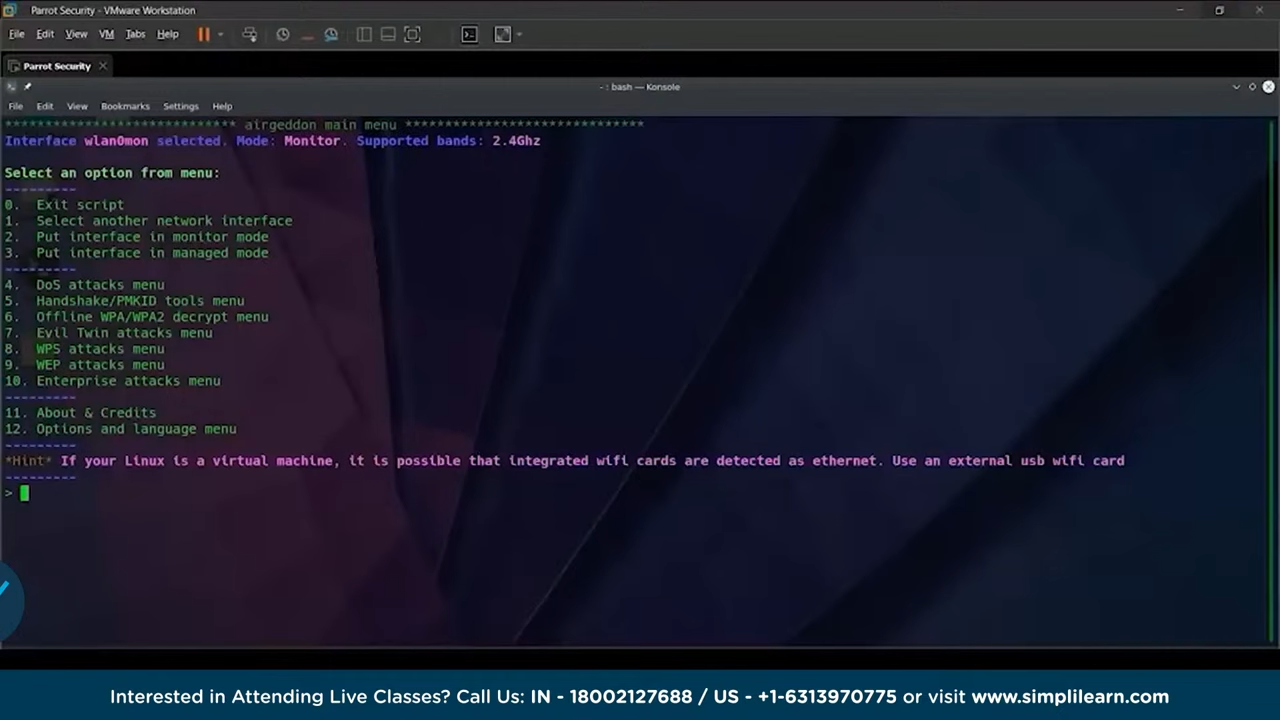 Parrot Security - VMware Workstation
File Edit View VM Tabs Help
Parrot Security
~ : bash — Konsole
File Edit View Bookmarks Settings Help
***************************** airgeddon main menu ******************************
Interface wlan0mon selected. Mode: Monitor. Supported bands: 2.4Ghz
Select an option from menu:
---------
0. Exit script
1. Select another network interface
2. Put interface in monitor mode
3. Put interface in managed mode
---------
4. DoS attacks menu
5. Handshake/PMKID tools menu
6. Offline WPA/WPA2 decrypt menu
7. Evil Twin attacks menu
8. WPS attacks menu
9. WEP attacks menu
10. Enterprise attacks menu
---------
11. About & Credits
12. Options and language menu
---------
*Hint* If your Linux is a virtual machine, it is possible that integrated wifi cards are detected as ethernet. Use an external usb wifi card
---------
>
Interested in Attending Live Classes? Call Us: IN - 18002127688 / US - +1-6313970775 or visit www.simplilearn.com